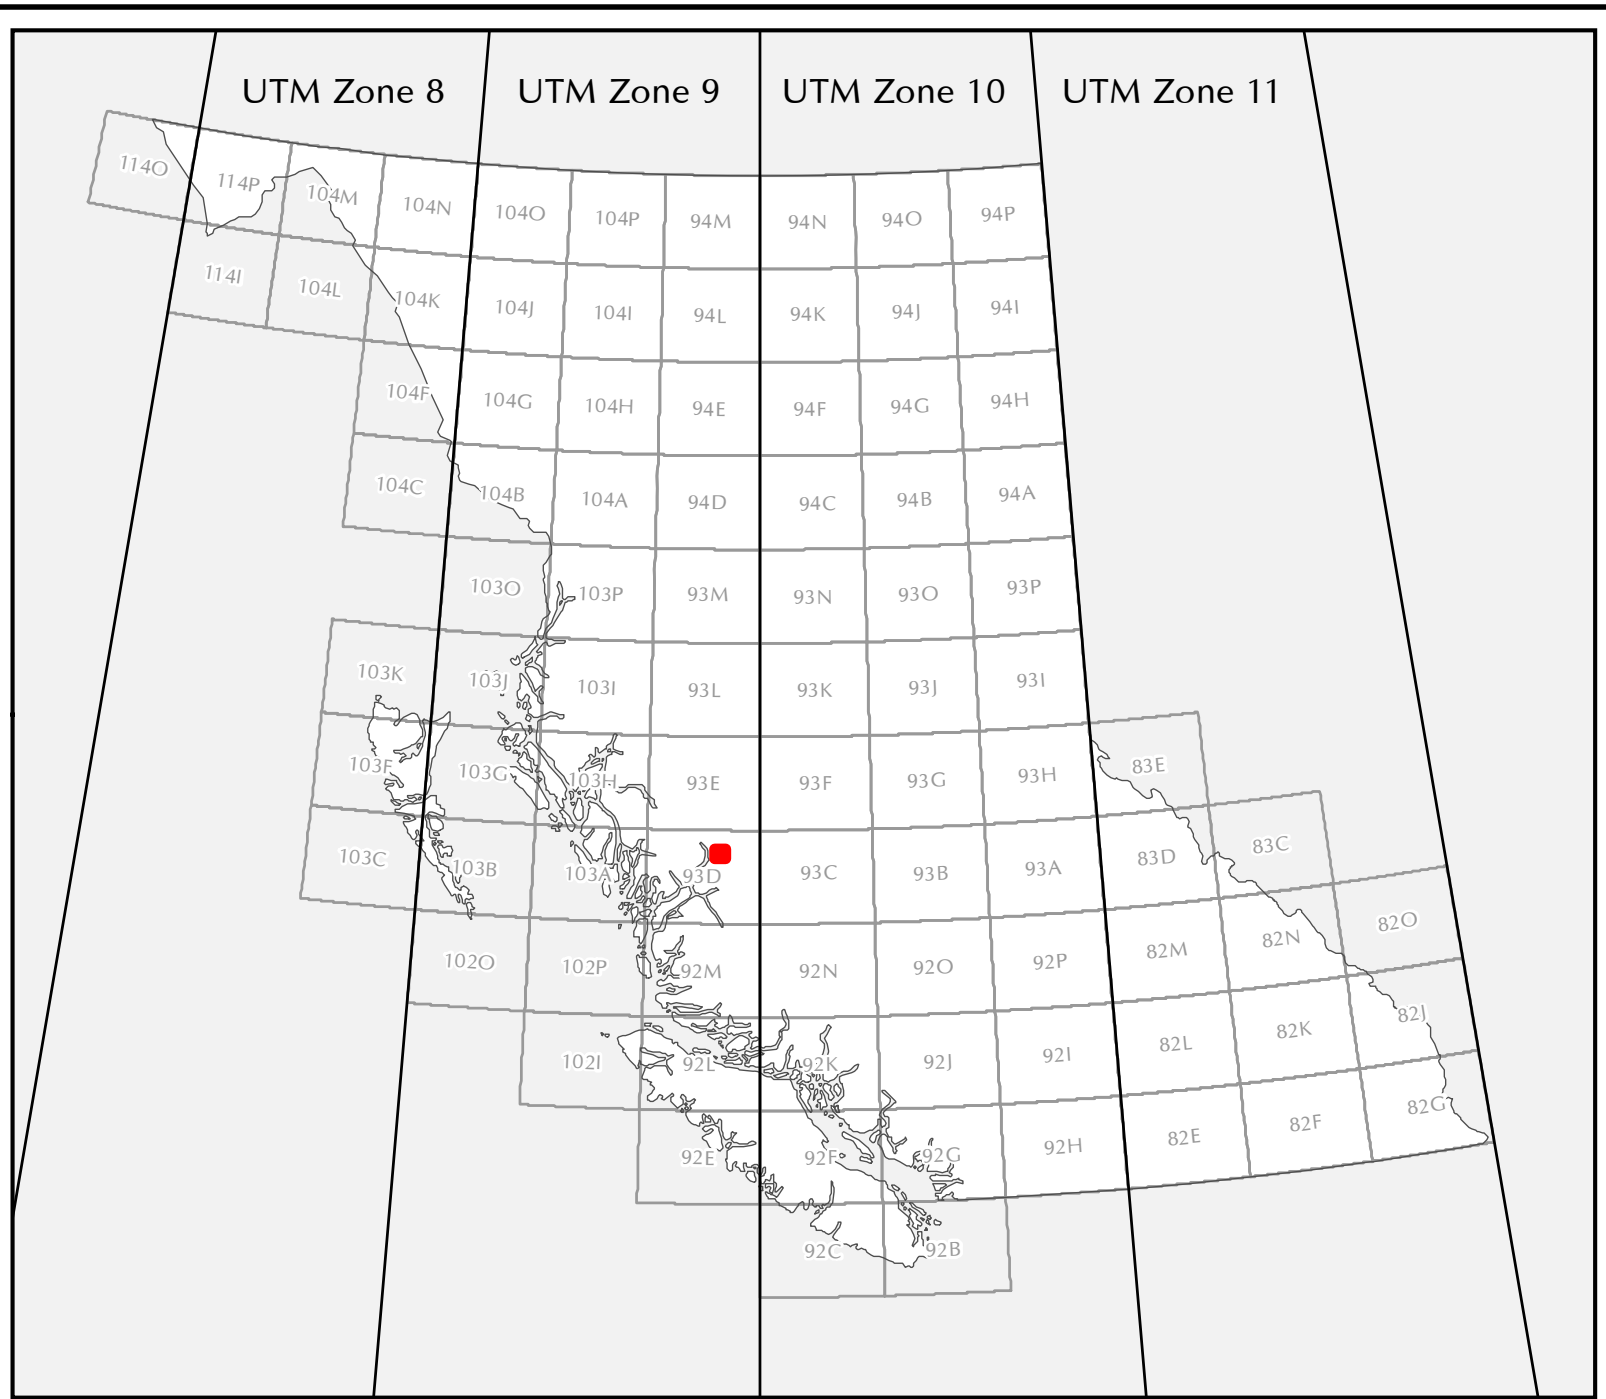 UTM Zone 8 UTM Zone 9 UTM Zone 10 UTM Zone 11
114O 114P 104M 104N 104O 104P 94M 94N 94O 94P
114I 104L 104K 104J 104I 94L 94K 94J 94I
104F 104G 104H 94E 94F 94G 94H
104C 104B 104A 94D 94C 94B 94A
103O 103P 93M 93N 93O 93P
103K 103J 103I 93L 93K 93J 93I
103F 103G 103H 93E 93F 93G 93H 83E
103C 103B 103A 93D 93C 93B 93A 83D 83C
102O 102P 92M 92N 92O 92P 82M 82N 82O
102I 92L 92K 92J 92I 82L 82K 82J
92E 92F 92G 92H 82E 82F 82G
92C 92B